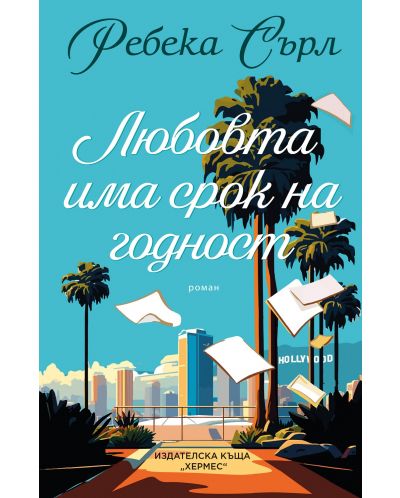 Ребека Сърл
Любовта
има срок на
годност
роман
HOLLYWOOD
ИЗДАТЕЛСКА КЪЩА
„ХЕРМЕС“